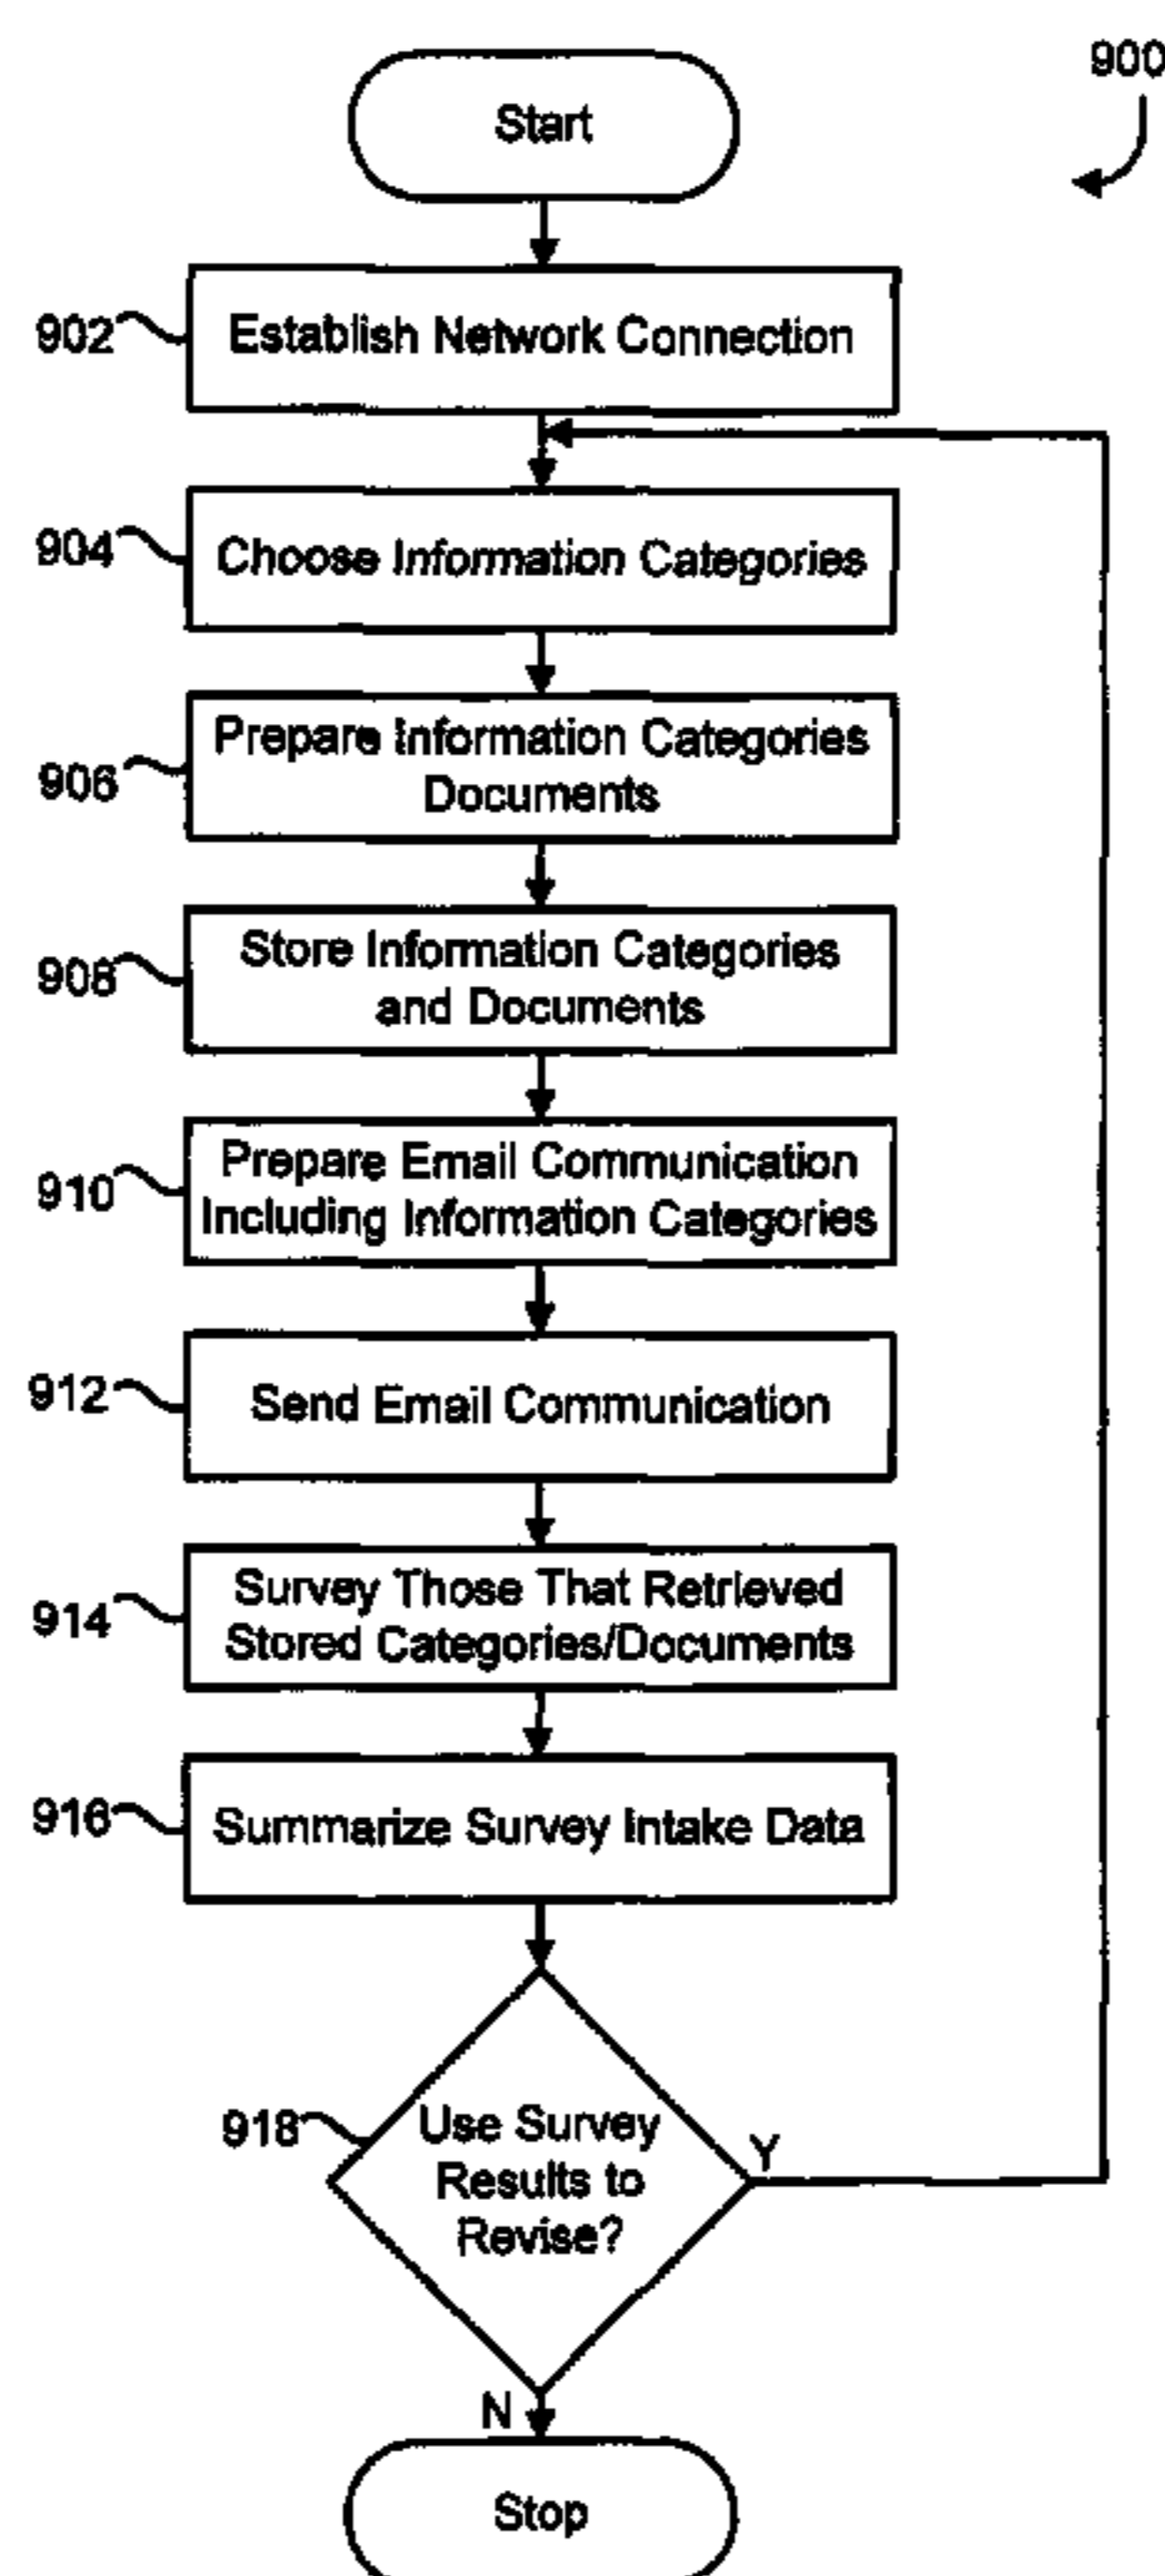 900
Start
902
Establish Network Connection
904
Choose Information Categories
906
Prepare Information Categories
Documents
908
Store Information Categories
and Documents
910
Prepare Email Communication
Including Information Categories
912
Send Email Communication
914
Survey Those That Retrieved
Stored Categories/Documents
916
Summarize Survey Intake Data
918
Use Survey
Results to
Revise?
Y
N
Stop